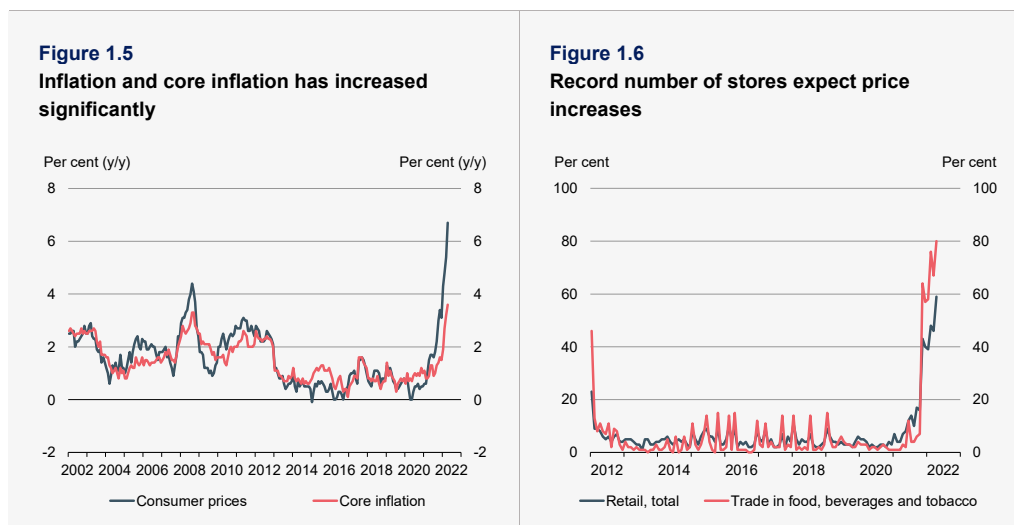 Figure 1.5
Inflation and core inflation has increased
significantly
Per cent (y/y) Per cent (y/y)
8 8
6 6
4 4
2 2
0 0
-2 -2
2002 2004 2006 2008 2010 2012 2014 2016 2018 2020 2022
Consumer prices Core inflation
Figure 1.6
Record number of stores expect price
increases
Per cent Per cent
100 100
80 80
60 60
40 40
20 20
0 0
2012 2014 2016 2018 2020 2022
Retail, total Trade in food, beverages and tobacco